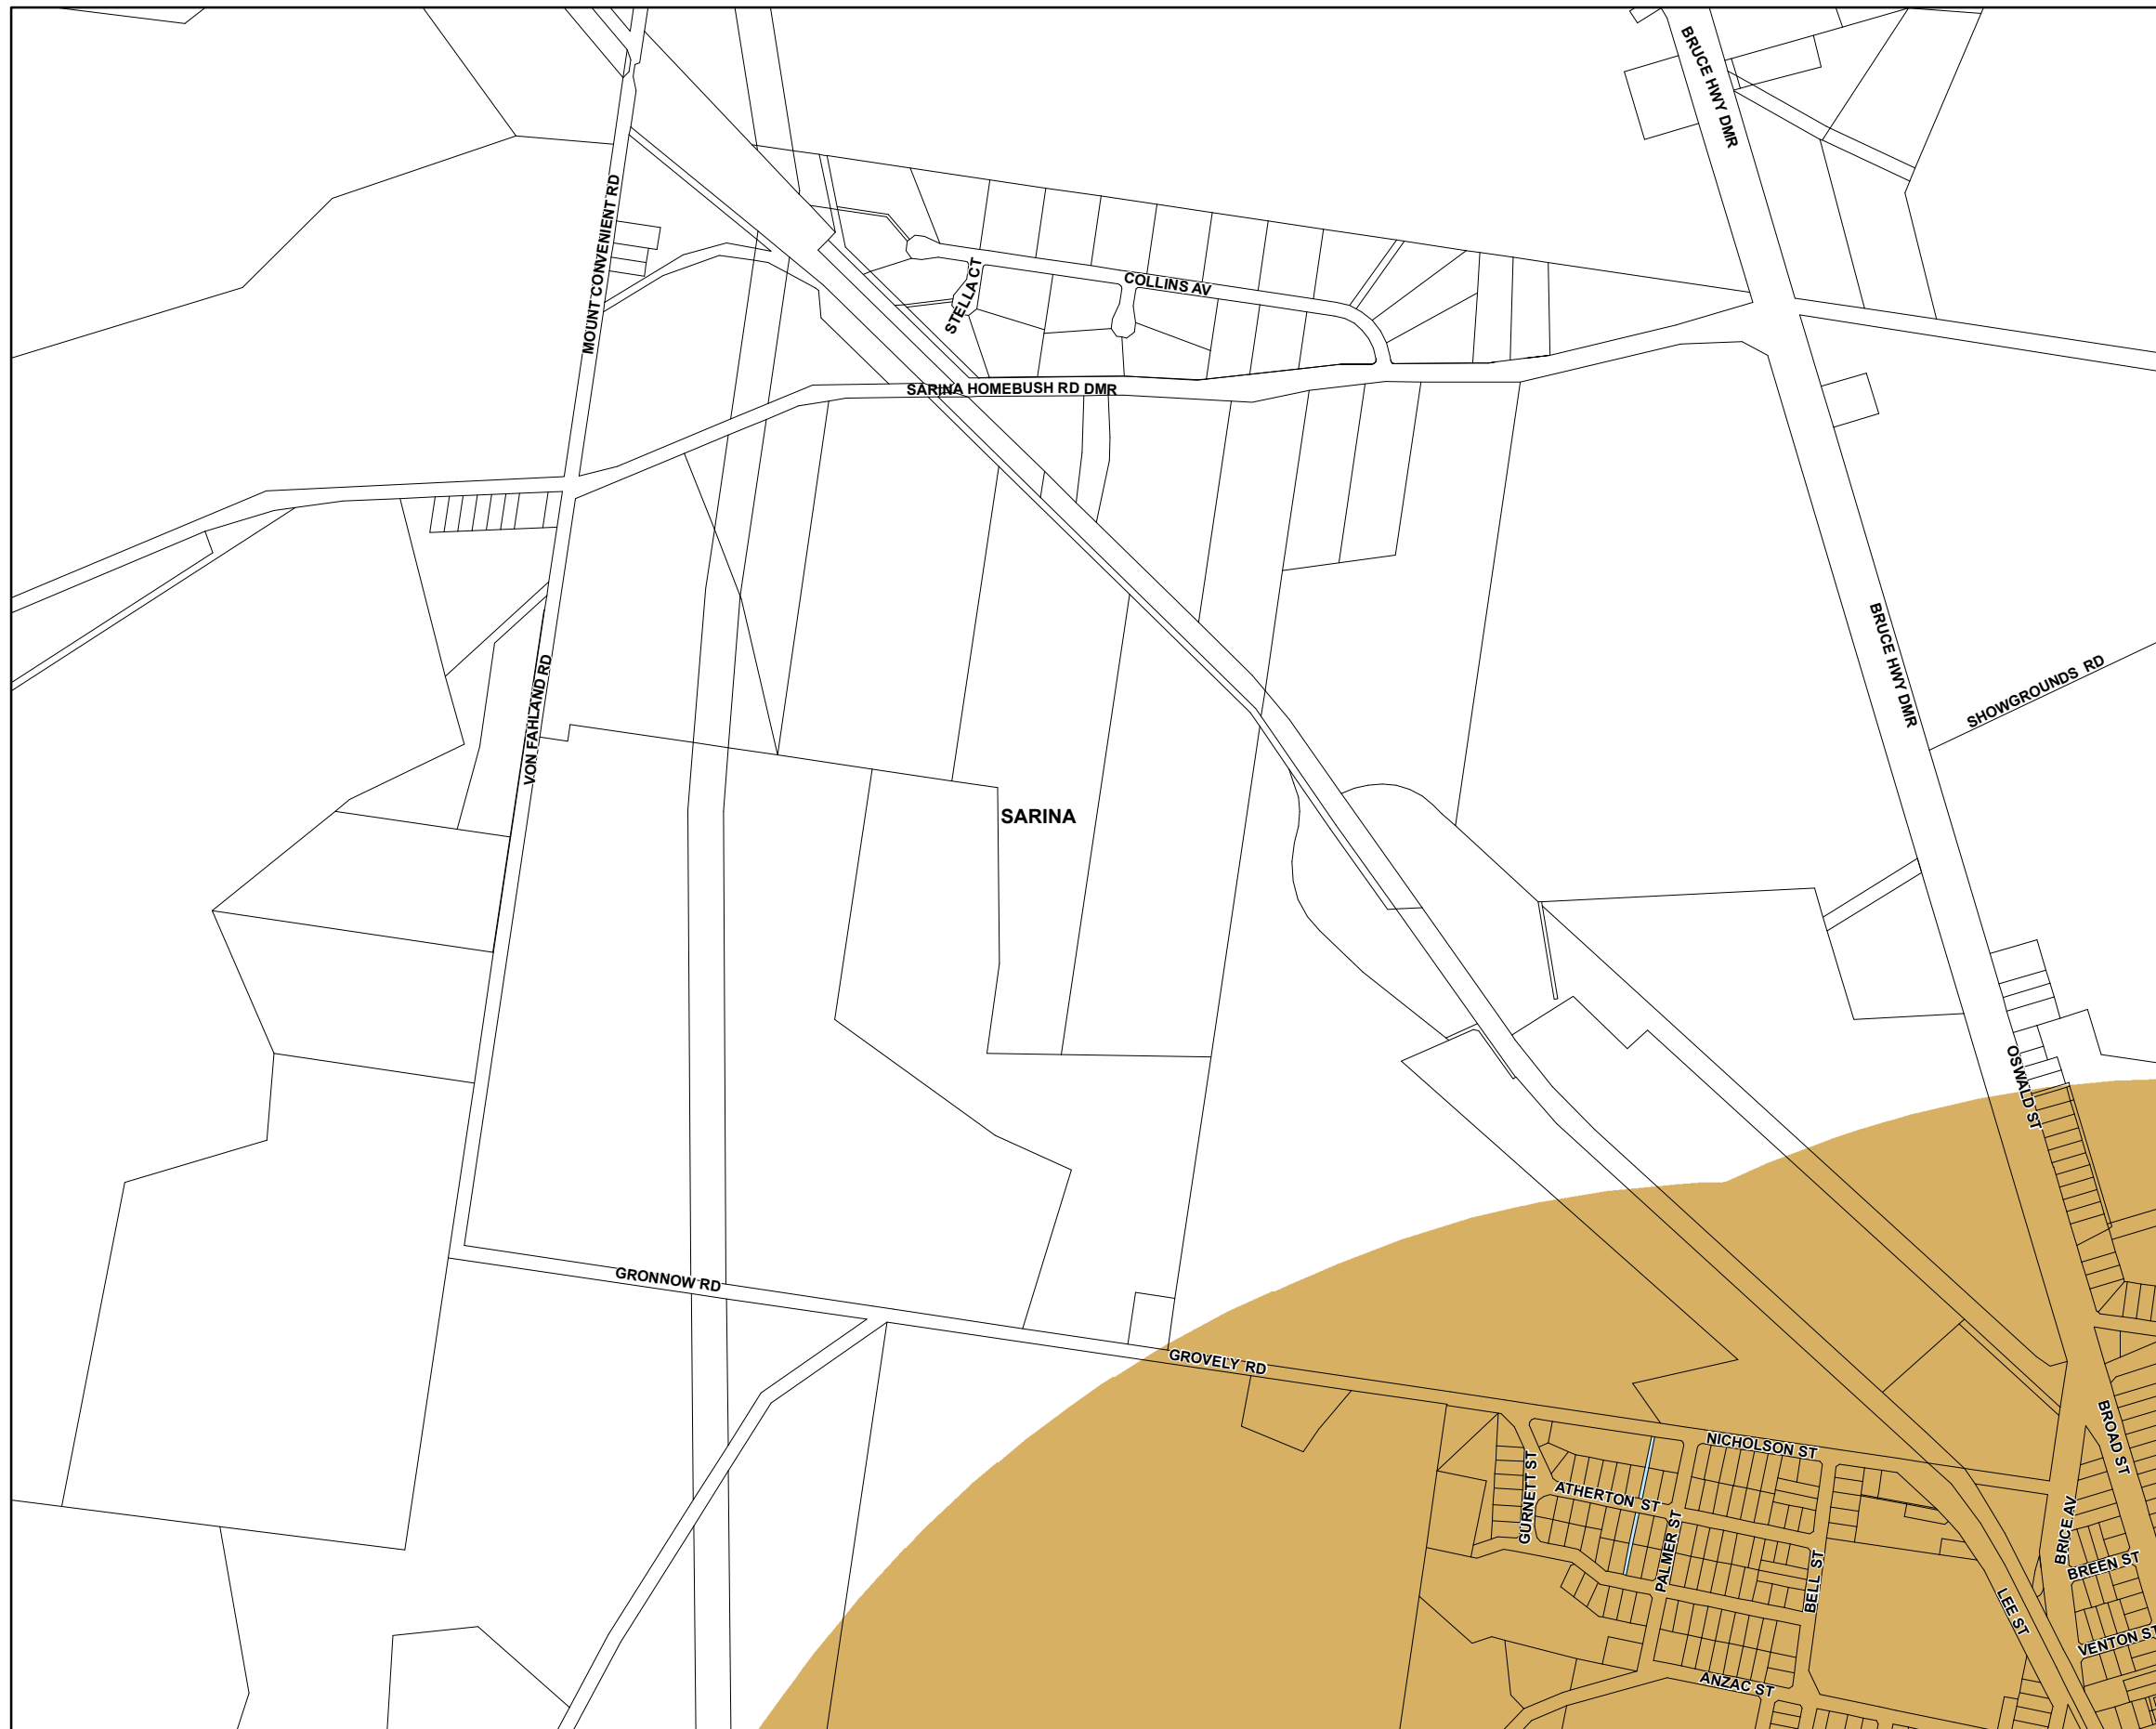 BRUCE HWY DMR
MOUNT CONVENIENT RD
COLLINS AV
STELLA CT
SARINA HOMEBUSH RD DMR
BRUCE HWY DMR
SHOWGROUNDS RD
VON FAHLAND RD
SARINA
OSWALD ST
GRONNOW RD
GROVELY RD
BROAD ST
NICHOLSON ST
GURNETT ST
ATHERTON ST
PALMER ST
BRICE AV
BELL ST
BREEN ST
LEE ST
VENTON ST
ANZAC ST